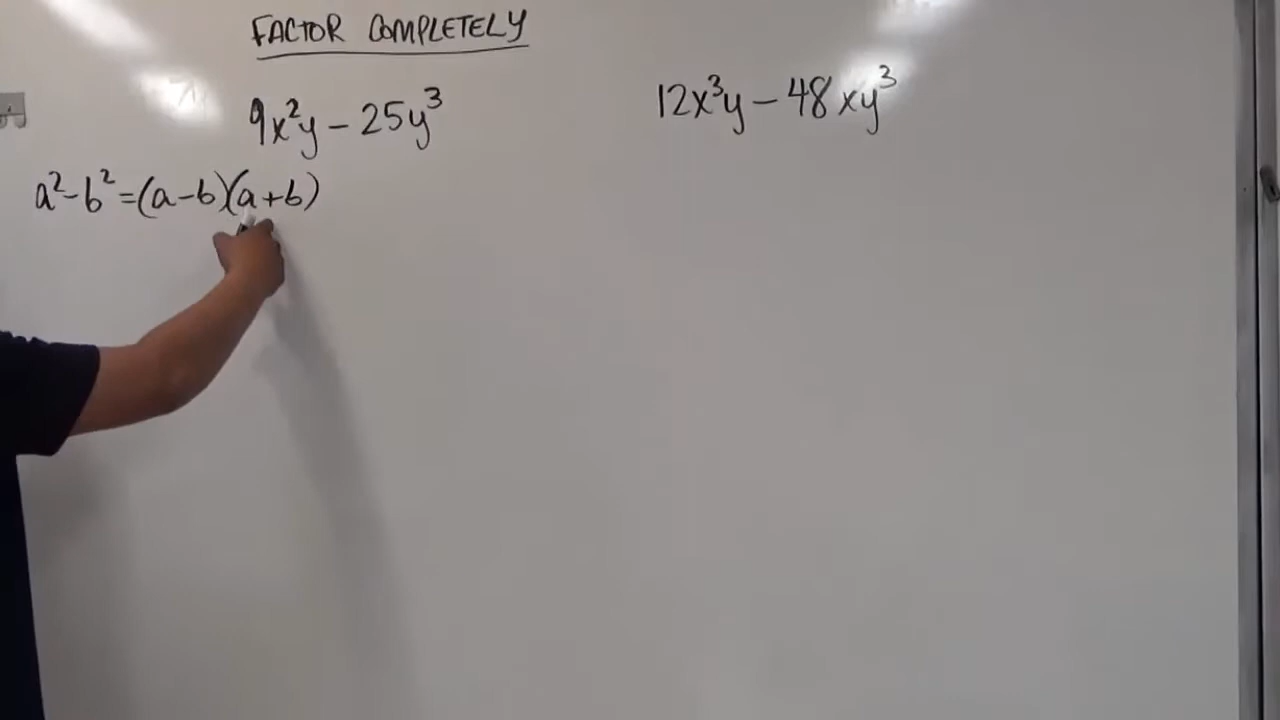 FACTOR COMPLETELY
9x²y - 25y³
12x³y - 48xy³
a² - b² = (a - b)(a + b)